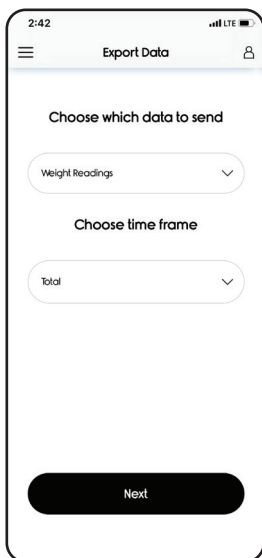 2:42 LTE
Export Data
Choose which data to send
Weight Readings
Choose time frame
Total
Next